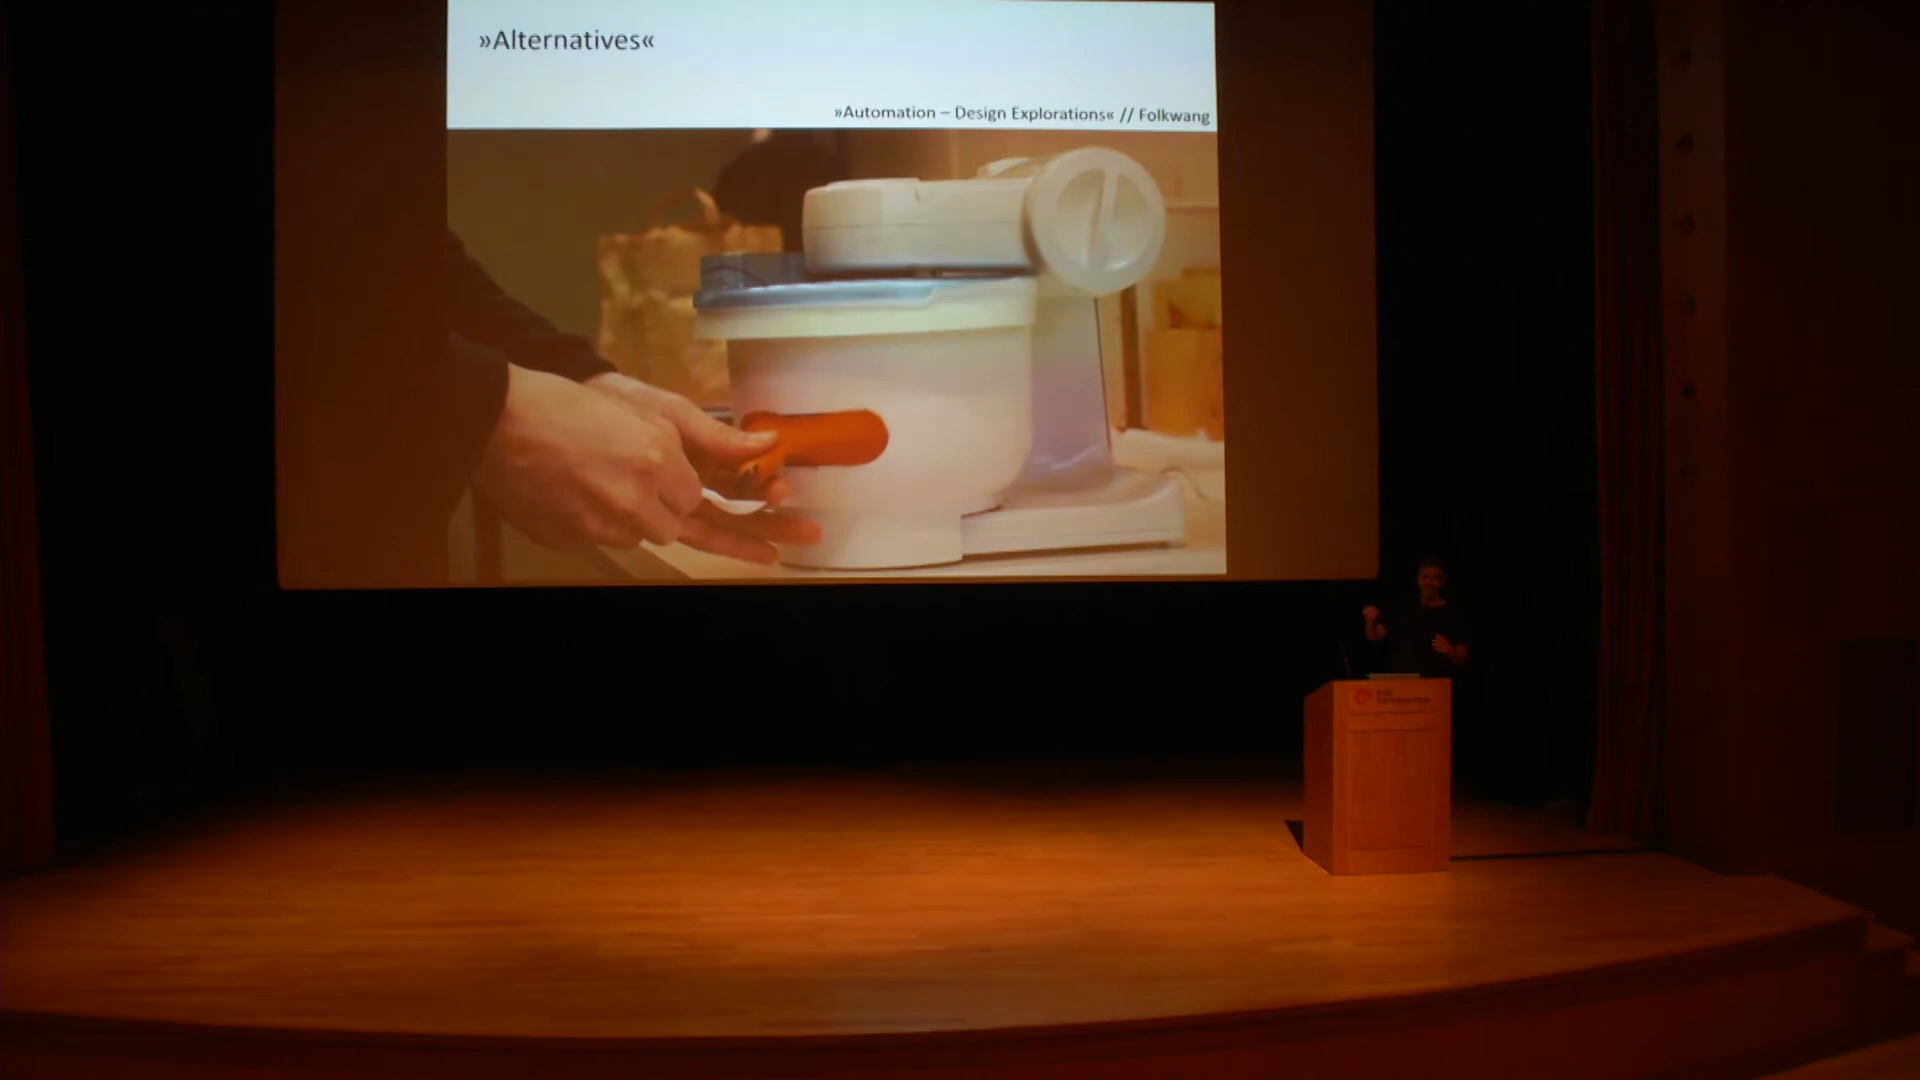 »Alternatives«
»Automation – Design Explorations« // Folkwang